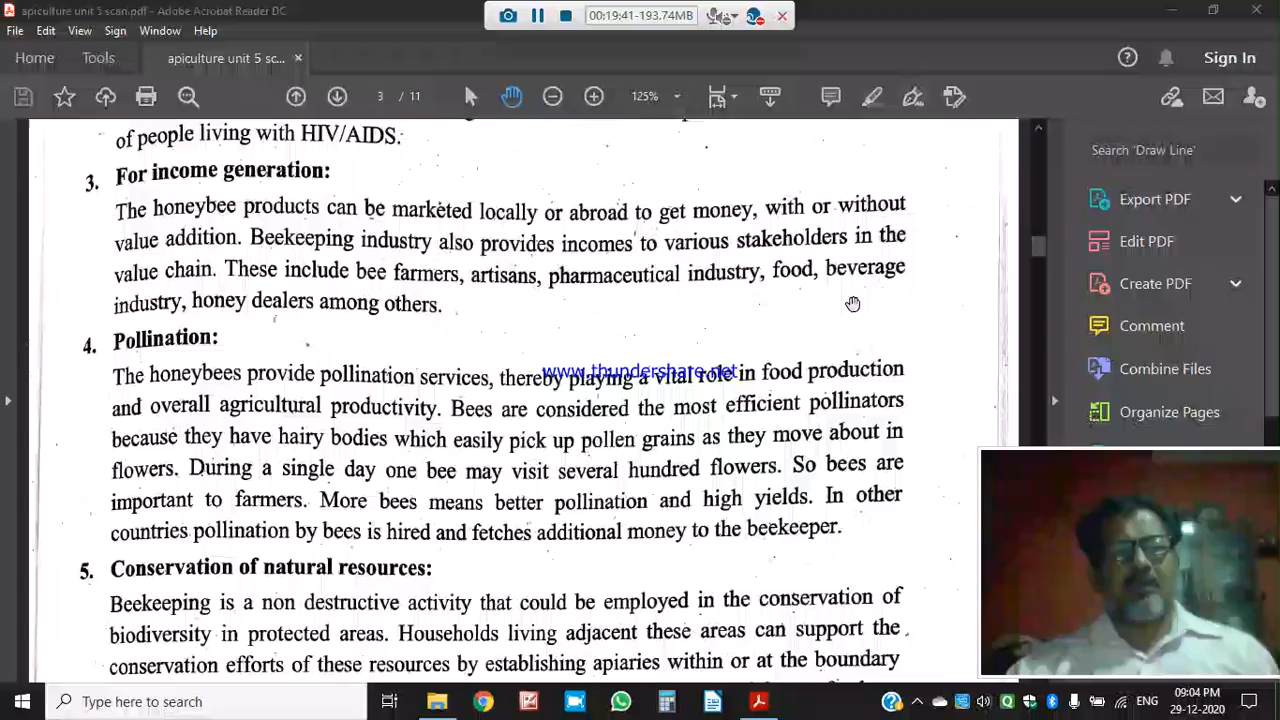 apiculture unit 5 scan.pdf - Adobe Acrobat Reader DC
00:19:41-193.74MB
File Edit View Sign Window Help
Home Tools apiculture unit 5 sc... × Sign In
3 / 11 125%
of people living with HIV/AIDS.
3. For income generation:
The honeybee products can be marketed locally or abroad to get money, with or without
value addition. Beekeeping industry also provides incomes to various stakeholders in the
value chain. These include bee farmers, artisans, pharmaceutical industry, food, beverage
industry, honey dealers among others.
4. Pollination:
The honeybees provide pollination services, thereby playing a vital role in food production
www.thundershare.net
and overall agricultural productivity. Bees are considered the most efficient pollinators
because they have hairy bodies which easily pick up pollen grains as they move about in
flowers. During a single day one bee may visit several hundred flowers. So bees are
important to farmers. More bees means better pollination and high yields. In other
countries pollination by bees is hired and fetches additional money to the beekeeper.
5. Conservation of natural resources:
Beekeeping is a non destructive activity that could be employed in the conservation of
biodiversity in protected areas. Households living adjacent these areas can support the
conservation efforts of these resources by establishing apiaries within or at the boundary
Search 'Draw Line'
Export PDF
Edit PDF
Create PDF
Comment
Combine Files
Organize Pages
Type here to search
ENG
09:04 PM
29-12-2020